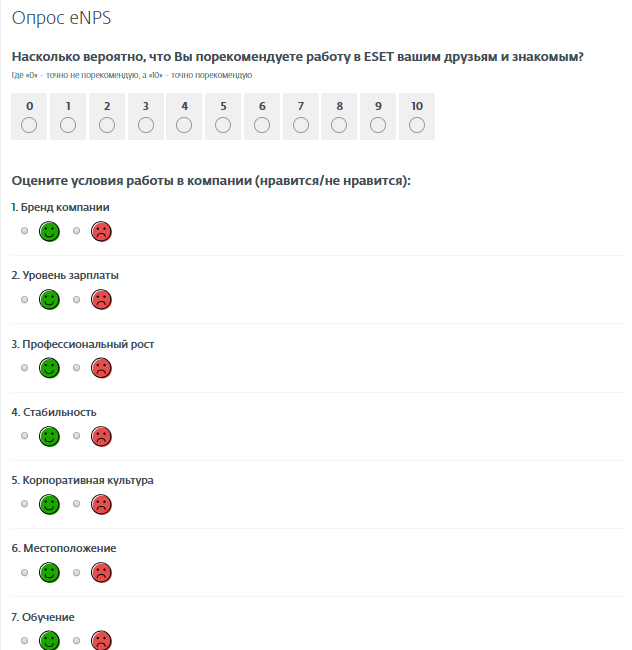 Опрос eNPS
Насколько вероятно, что Вы порекомендуете работу в ESET вашим друзьям и знакомым?
Где «0» - точно не порекомендую, а «10» - точно порекомендую
0 1 2 3 4 5 6 7 8 9 10
Оцените условия работы в компании (нравится/не нравится):
1. Бренд компании
2. Уровень зарплаты
3. Профессиональный рост
4. Стабильность
5. Корпоративная культура
6. Местоположение
7. Обучение